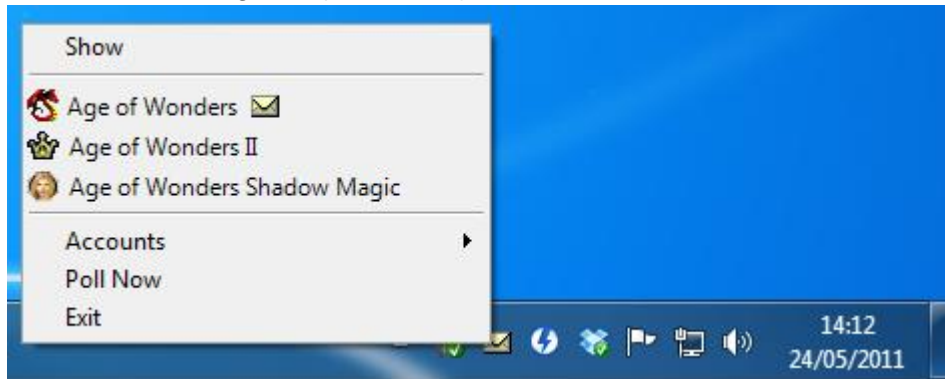 Show
Age of Wonders
Age of Wonders II
Age of Wonders Shadow Magic
Accounts
Poll Now
Exit
14:12
24/05/2011